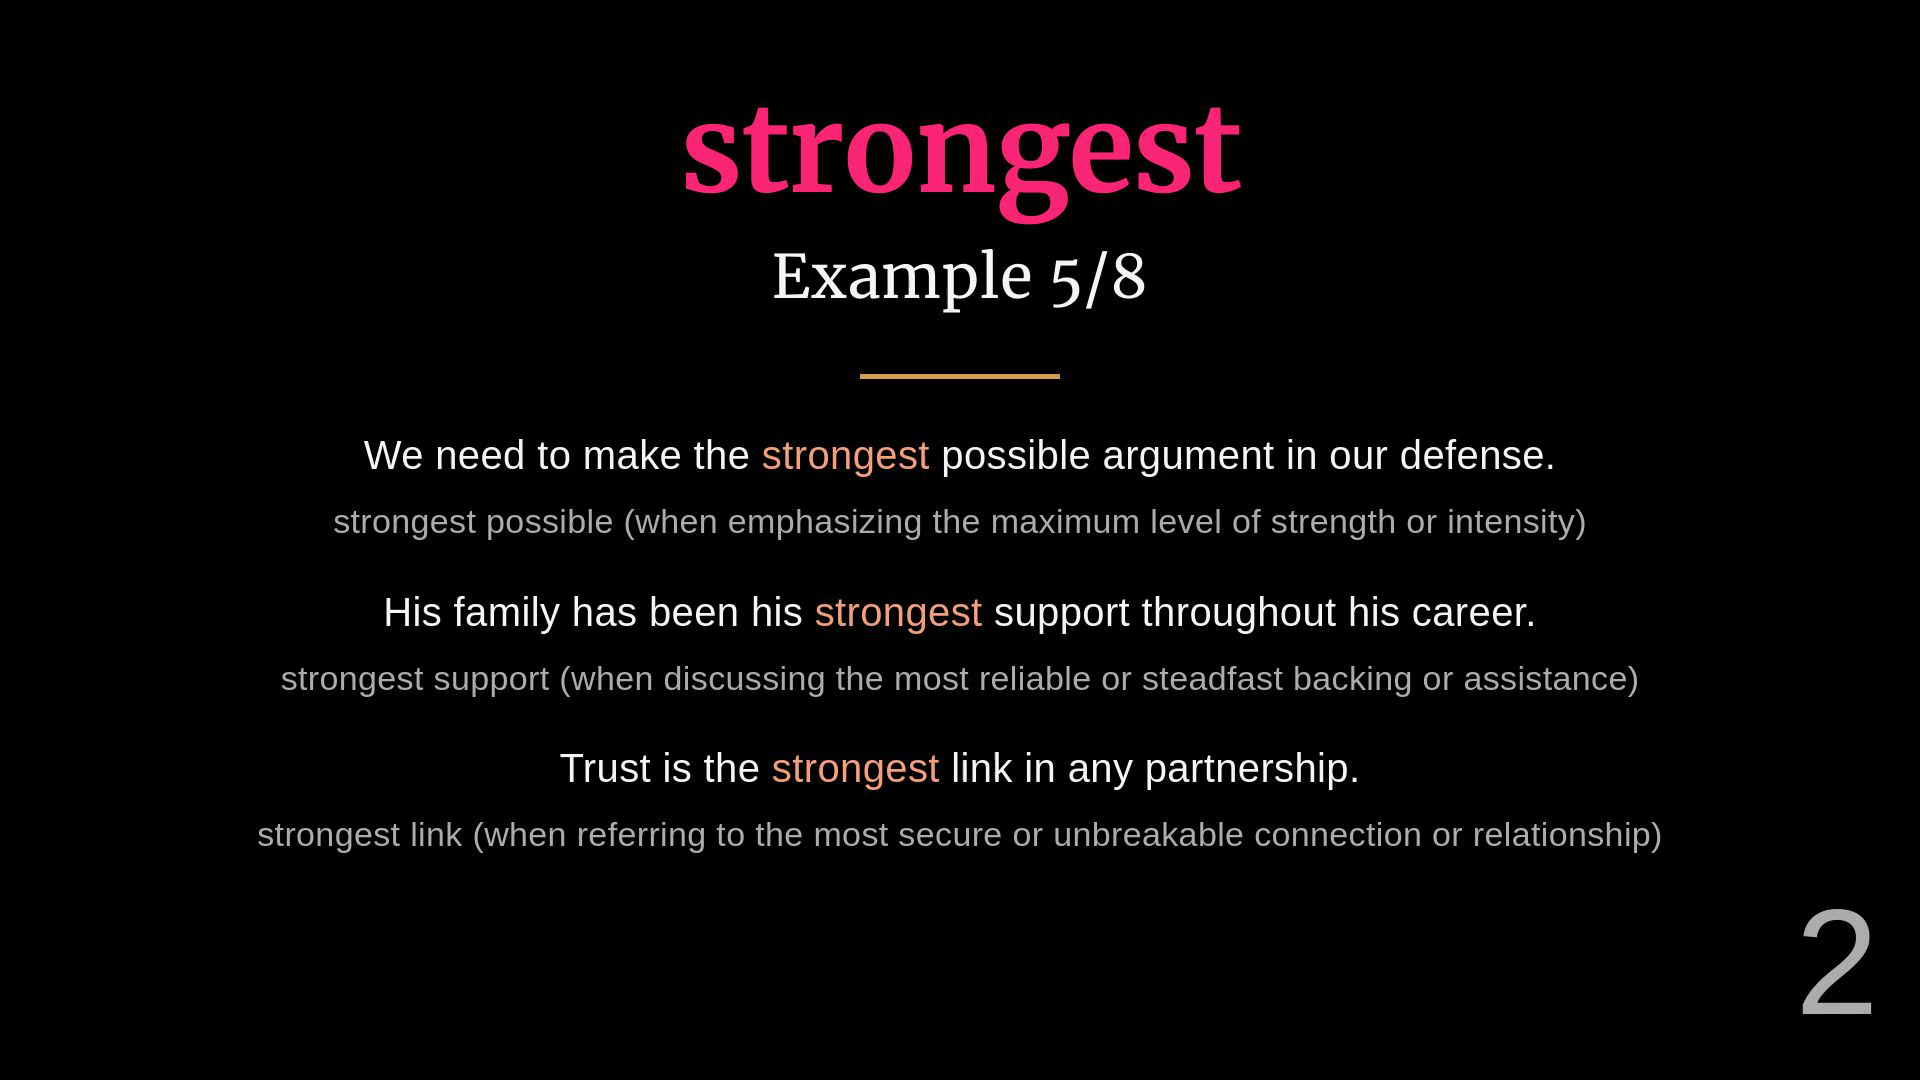 strongest
Example 5/8
We need to make the strongest possible argument in our defense.
strongest possible (when emphasizing the maximum level of strength or intensity)
His family has been his strongest support throughout his career.
strongest support (when discussing the most reliable or steadfast backing or assistance)
Trust is the strongest link in any partnership.
strongest link (when referring to the most secure or unbreakable connection or relationship)
2